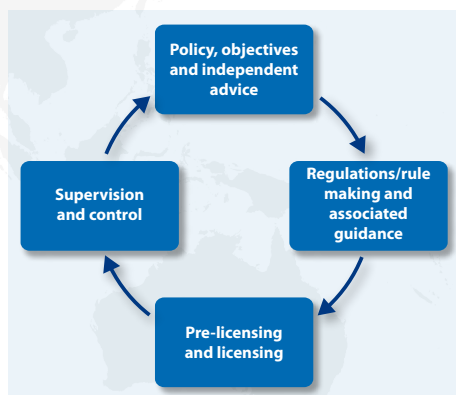 Policy, objectives
and independent
advice
Regulations/rule
making and
associated
guidance
Pre-licensing
and licensing
Supervision
and control